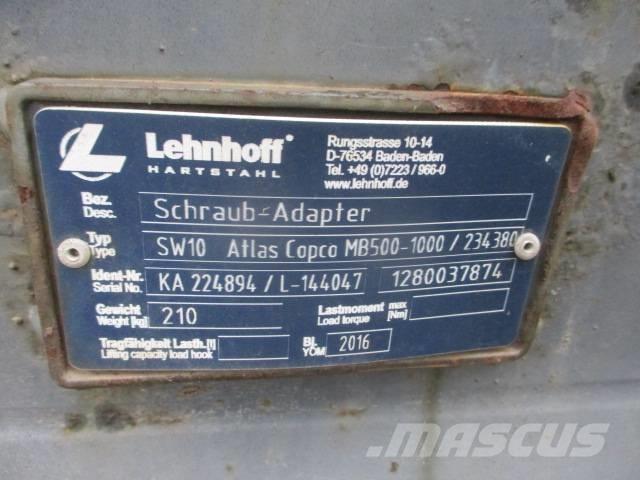 Lehnhoff®
HARTSTAHL
Rungsstrasse 10-14
D-76534 Baden-Baden
Tel. +49 (0)7223 / 966-0
www.lehnhoff.de
Bez.
Desc.
Schraub-Adapter
Typ
Type
SW10 Atlas Copco MB500-1000 / 234380
Ident-Nr.
Serial No.
KA 224894 / L-144047
1280037874
Gewicht
Weight [kg]
210
Lastmoment max
Load torque [Nm]
Tragfähigkeit Lasth. [t]
Lifting capacity load hook
Bj.
YOM
2016
MASCUS